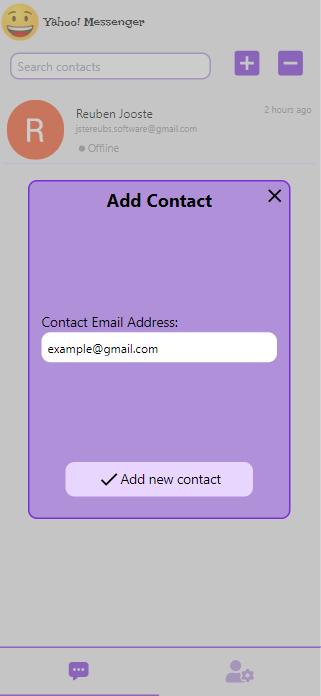 Yahoo! Messenger
Search contacts
R
Reuben Jooste
2 hours ago
jstereubs.software@gmail.com
Offline
Add Contact
Contact Email Address:
example@gmail.com
Add new contact